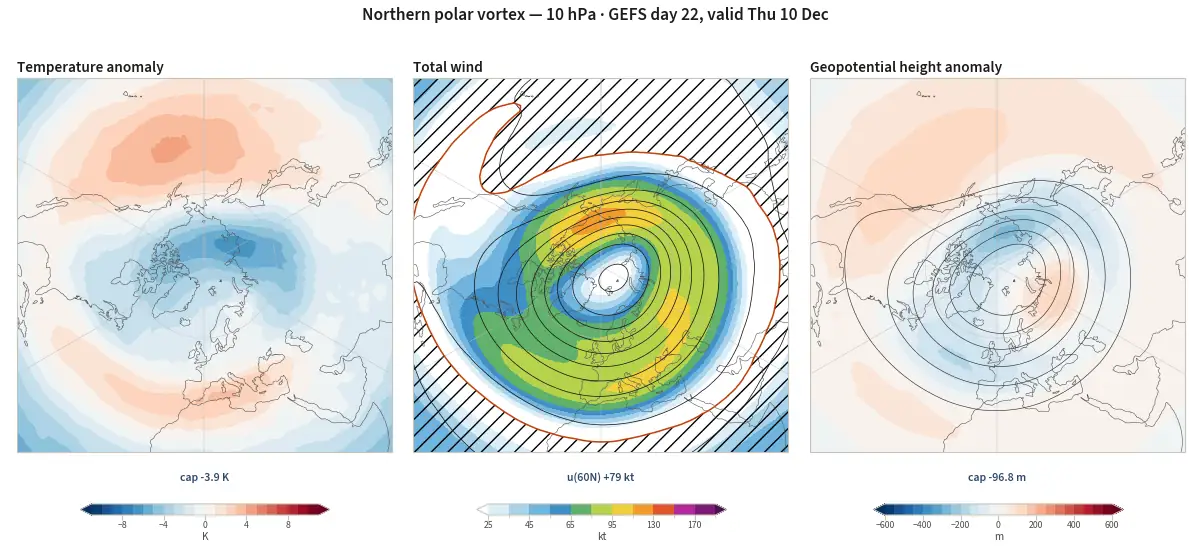 Northern polar vortex — 10 hPa · GEFS day 22, valid Thu 10 Dec
Temperature anomaly
Total wind
Geopotential height anomaly
cap -3.9 K
u(60N) +79 kt
cap -96.8 m
−8 −4 0 4 8
K
25 45 65 95 130 170
kt
−600 −400 −200 0 200 400 600
m